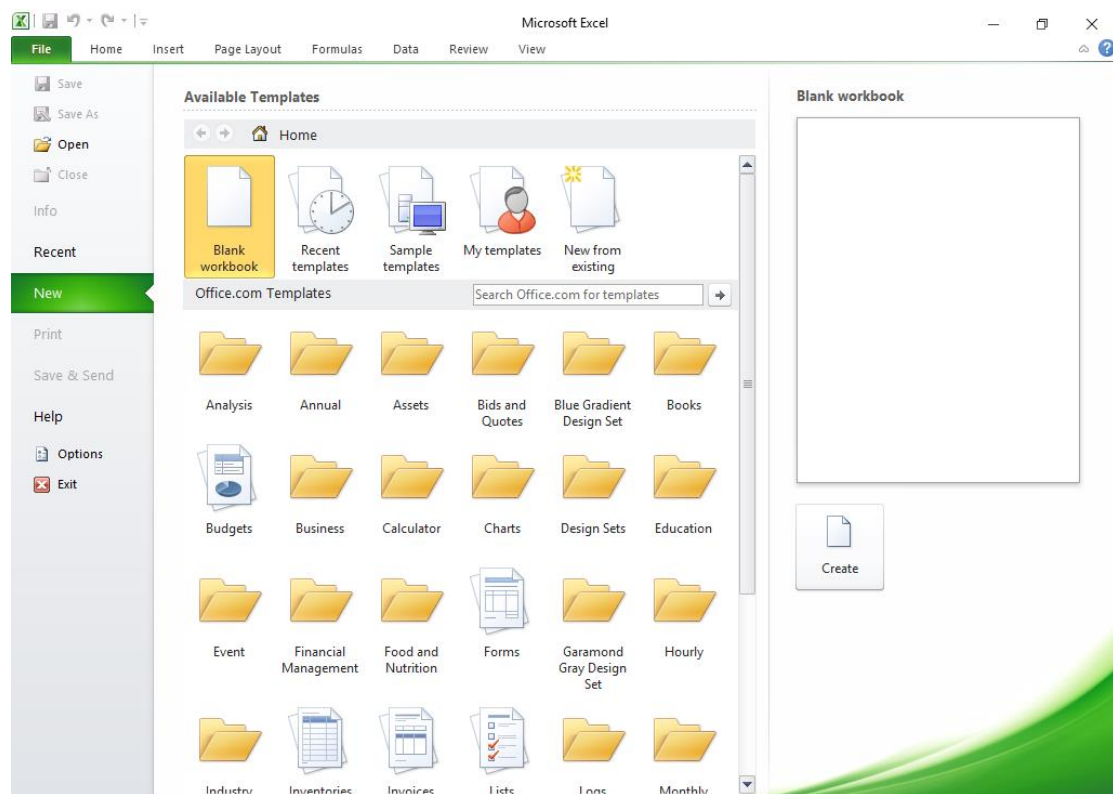 Microsoft Excel
File Home Insert Page Layout Formulas Data Review View
Save
Save As
Open
Close
Info
Recent
New
Print
Save & Send
Help
Options
Exit
Available Templates
Home
Blank workbook
Recent templates
Sample templates
My templates
New from existing
Office.com Templates
Search Office.com for templates
Analysis
Annual
Assets
Bids and Quotes
Blue Gradient Design Set
Books
Budgets
Business
Calculator
Charts
Design Sets
Education
Event
Financial Management
Food and Nutrition
Forms
Garamond Gray Design Set
Hourly
Industry
Inventories
Invoices
Lists
Logs
Monthly
Blank workbook
Create